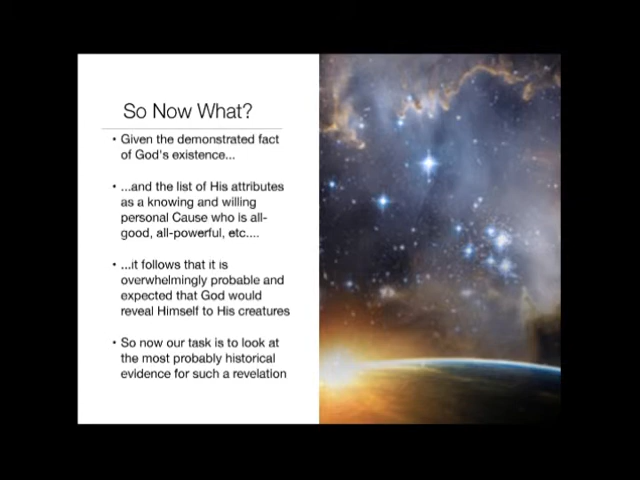 So Now What?
• Given the demonstrated fact
of God's existence...
• ...and the list of His attributes
as a knowing and willing
personal Cause who is all-
good, all-powerful, etc....
• ...it follows that it is
overwhelmingly probable and
expected that God would
reveal Himself to His creatures
• So now our task is to look at
the most probably historical
evidence for such a revelation